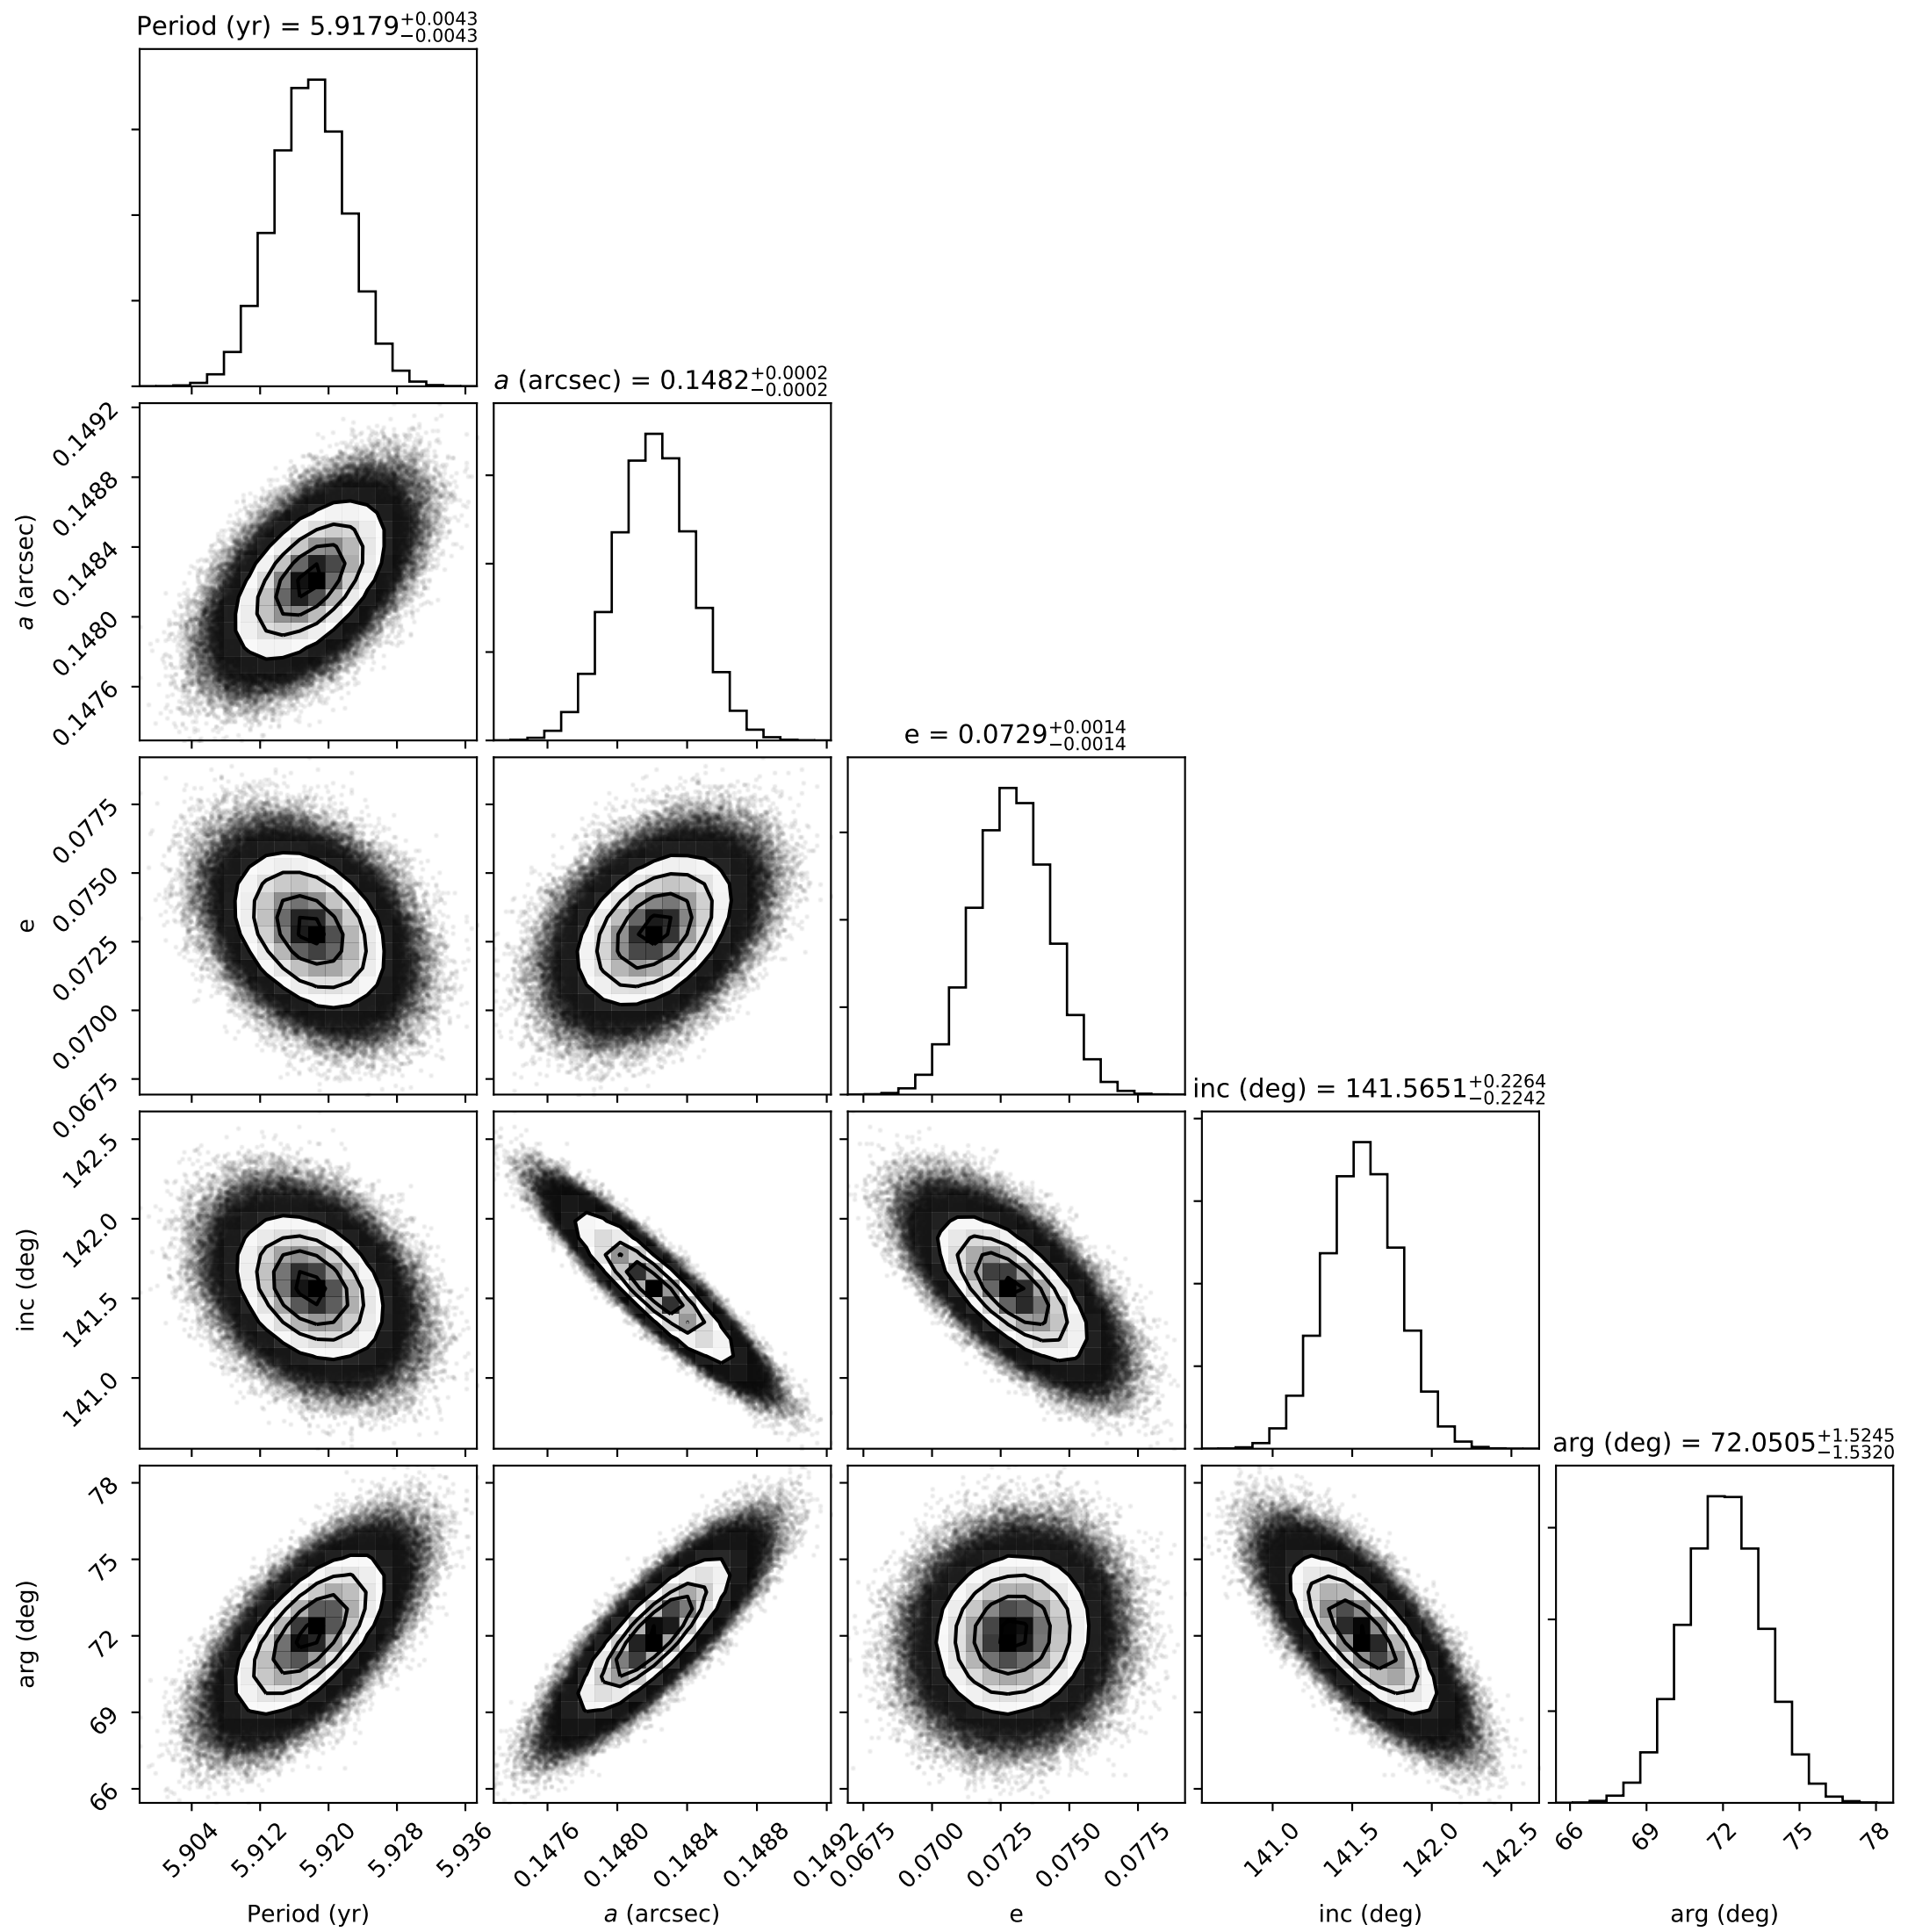 Period (yr) = 5.9179+0.0043−0.0043
a (arcsec) = 0.1482+0.0002−0.0002
0.1492
0.1488
0.1484
0.1480
0.1476
a (arcsec)
e = 0.0729+0.0014−0.0014
0.0775
0.0750
0.0725
0.0700
0.0675
e
inc (deg) = 141.5651+0.2264−0.2242
142.5
142.0
141.5
141.0
inc (deg)
arg (deg) = 72.0505+1.5245−1.5320
78
75
72
69
66
arg (deg)
5.904 5.912 5.920 5.928 5.936
0.1476 0.1480 0.1484 0.1488 0.1492
0.0675 0.0700 0.0725 0.0750 0.0775
141.0 141.5 142.0 142.5
66 69 72 75 78
Period (yr) a (arcsec) e inc (deg) arg (deg)